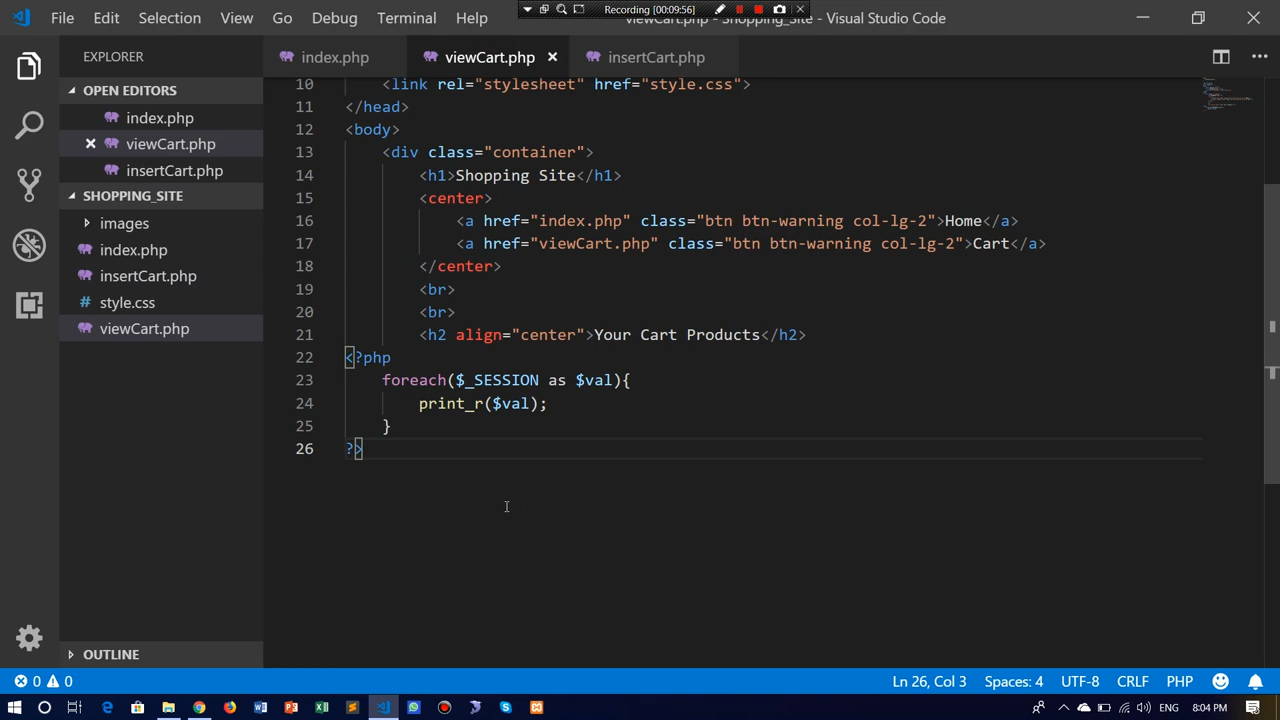 File Edit Selection View Go Debug Terminal Help
Recording [00:09:56]
viewCart.php - Shopping_Site - Visual Studio Code
EXPLORER
OPEN EDITORS
index.php
viewCart.php
insertCart.php
SHOPPING_SITE
images
index.php
insertCart.php
# style.css
viewCart.php
OUTLINE
index.php viewCart.php insertCart.php
10 <link rel="stylesheet" href="style.css">
11 </head>
12 <body>
13 <div class="container">
14 <h1>Shopping Site</h1>
15 <center>
16 <a href="index.php" class="btn btn-warning col-lg-2">Home</a>
17 <a href="viewCart.php" class="btn btn-warning col-lg-2">Cart</a>
18 </center>
19 <br>
20 <br>
21 <h2 align="center">Your Cart Products</h2>
22 <?php
23 foreach($_SESSION as $val){
24 print_r($val);
25 }
26 ?>
0 0
Ln 26, Col 3 Spaces: 4 UTF-8 CRLF PHP
ENG 8:04 PM